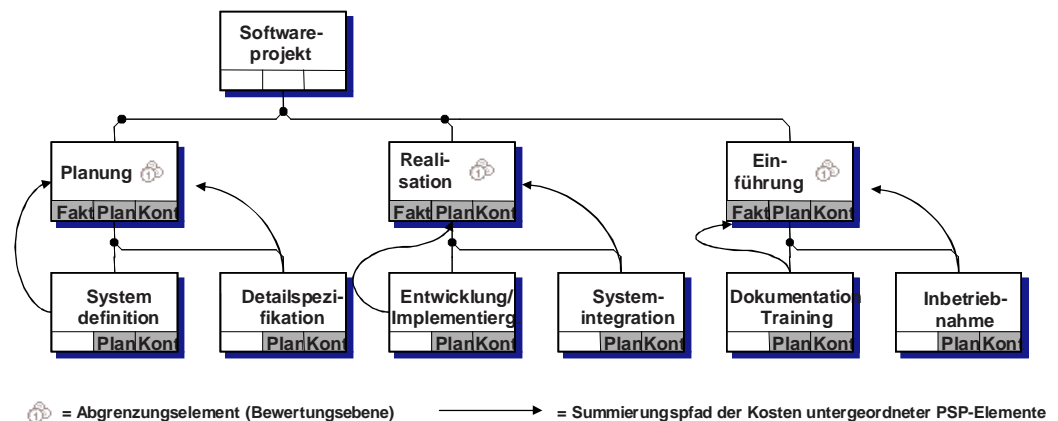 Software-
projekt
Planung
Fakt Plan Kont
Reali-
sation
Fakt Plan Kont
Ein-
führung
Fakt Plan Kont
System
definition
Plan Kont
Detailspezi-
fikation
Plan Kont
Entwicklung/
Implementierg.
Plan Kont
System-
integration
Plan Kont
Dokumentation
Training
Plan Kont
Inbetrieb-
nahme
Plan Kont
= Abgrenzungselement (Bewertungsebene)
= Summierungspfad der Kosten untergeordneter PSP-Elemente